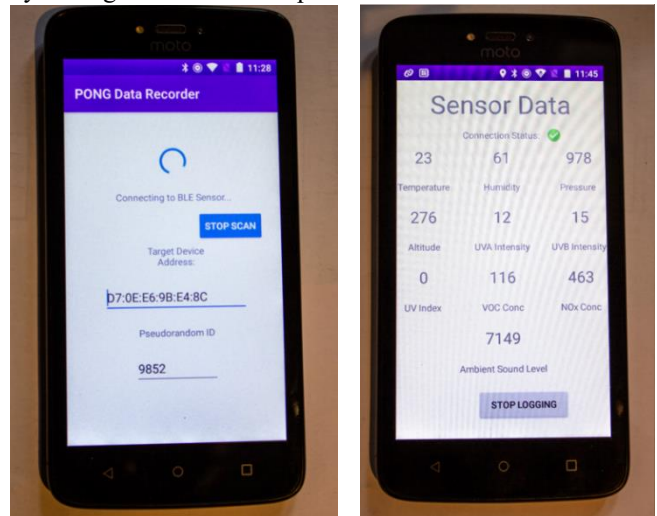 moto
11:28
PONG Data Recorder
Connecting to BLE Sensor...
STOP SCAN
Target Device
Address:
D7:0E:E6:9B:E4:8C
Pseudorandom ID
9852
moto
11:45
Sensor Data
Connection Status:
23 61 978
Temperature Humidity Pressure
276 12 15
Altitude UVA Intensity UVB Intensity
0 116 463
UV Index VOC Conc NOx Conc
7149
Ambient Sound Level
STOP LOGGING